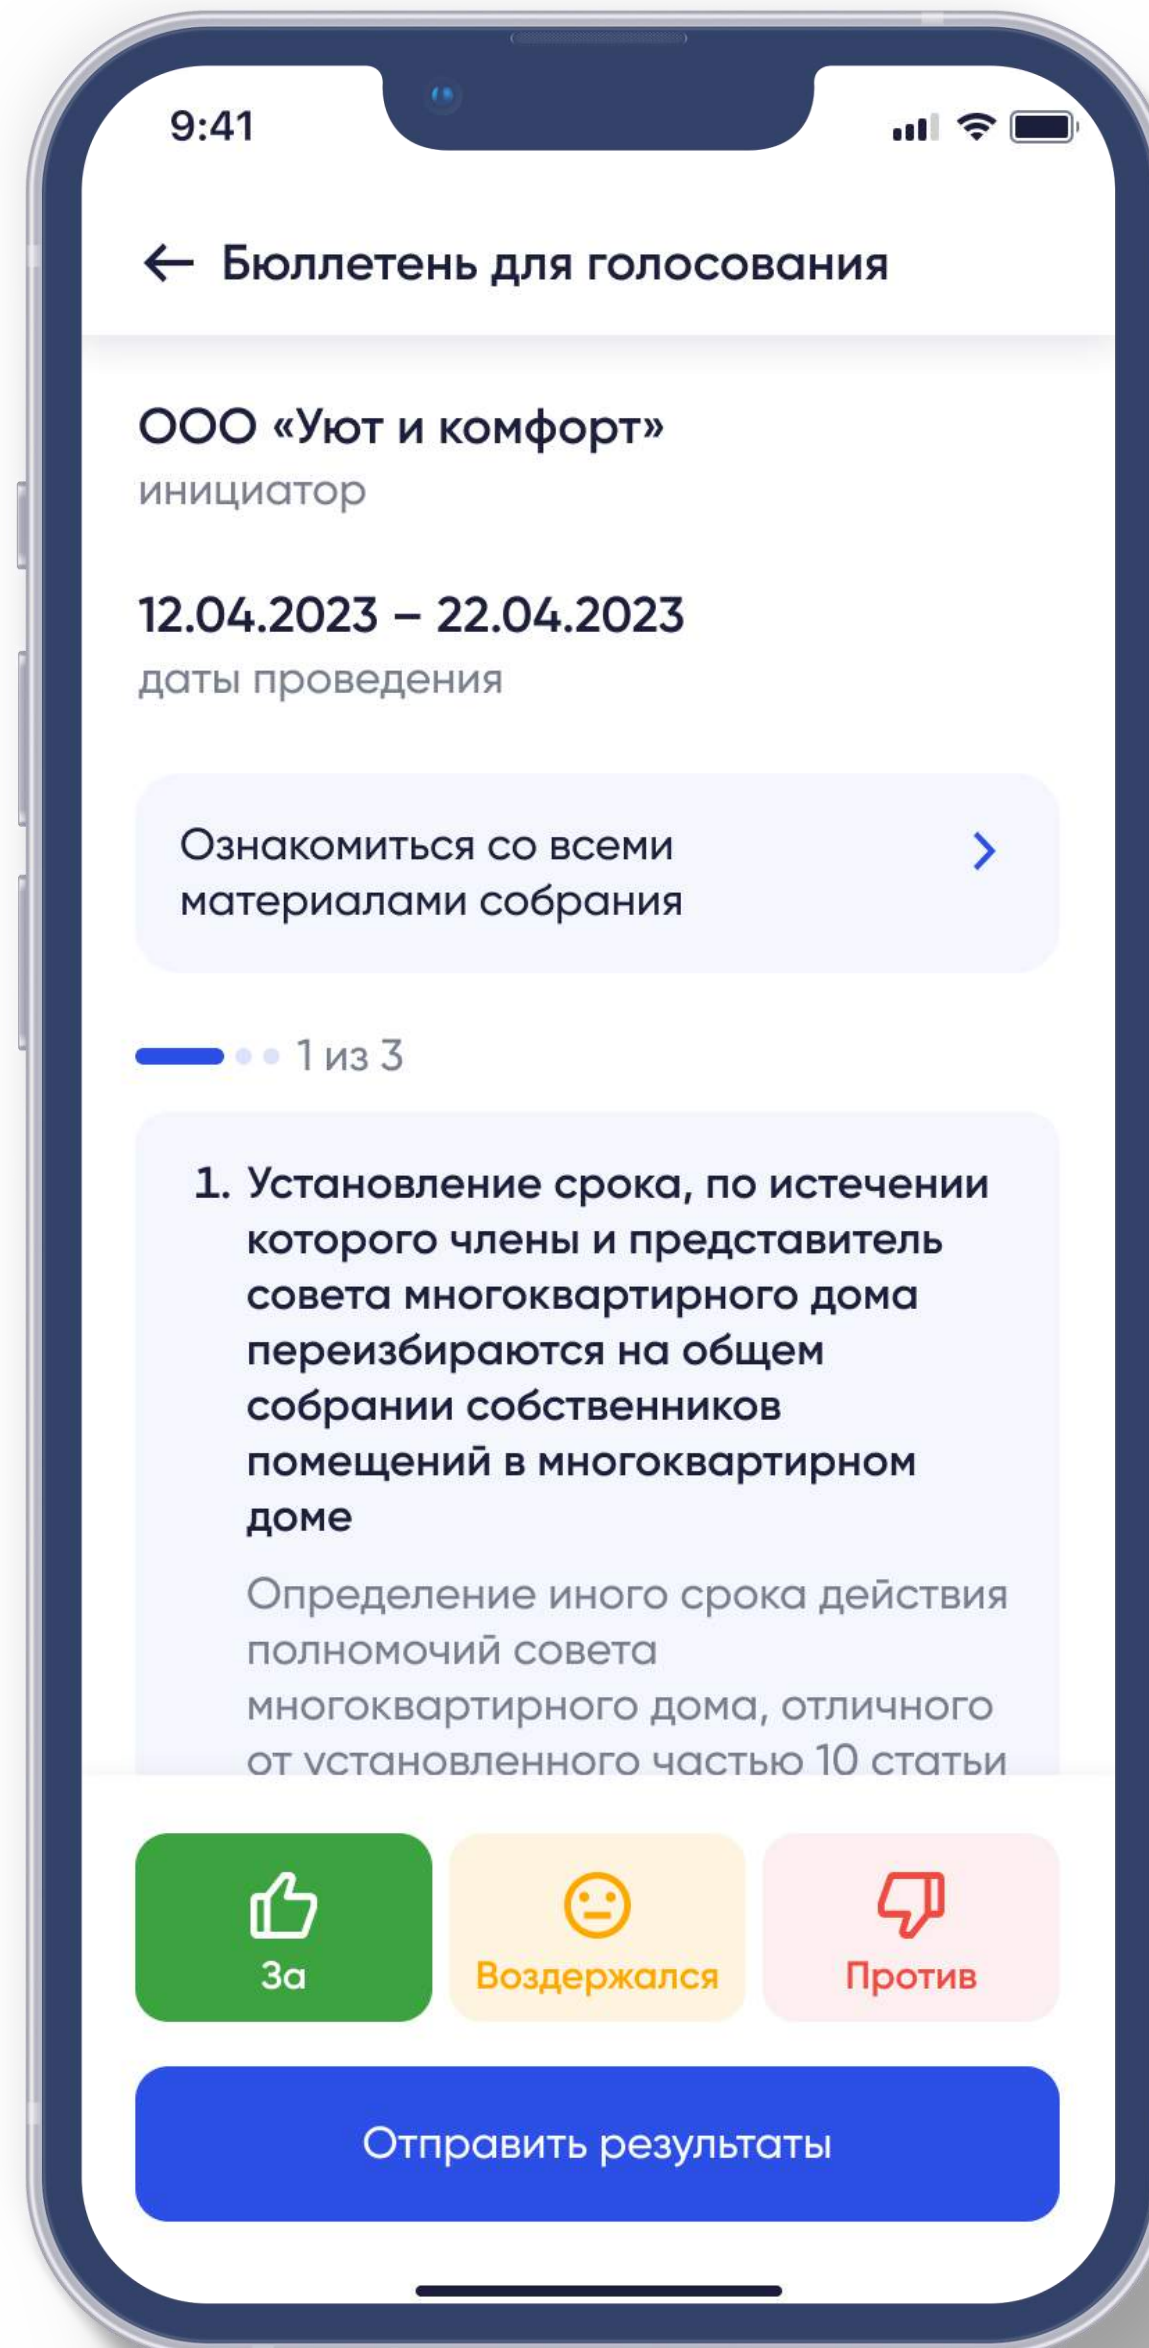 9:41
Бюллетень для голосования
ООО «Уют и комфорт»
инициатор
12.04.2023 – 22.04.2023
даты проведения
Ознакомиться со всеми
материалами собрания
1 из 3
1. Установление срока, по истечении
которого члены и представитель
совета многоквартирного дома
переизбираются на общем
собрании собственников
помещений в многоквартирном
доме
Определение иного срока действия
полномочий совета
многоквартирного дома, отличного
от установленного частью 10 статьи
За
Воздержался
Против
Отправить результаты